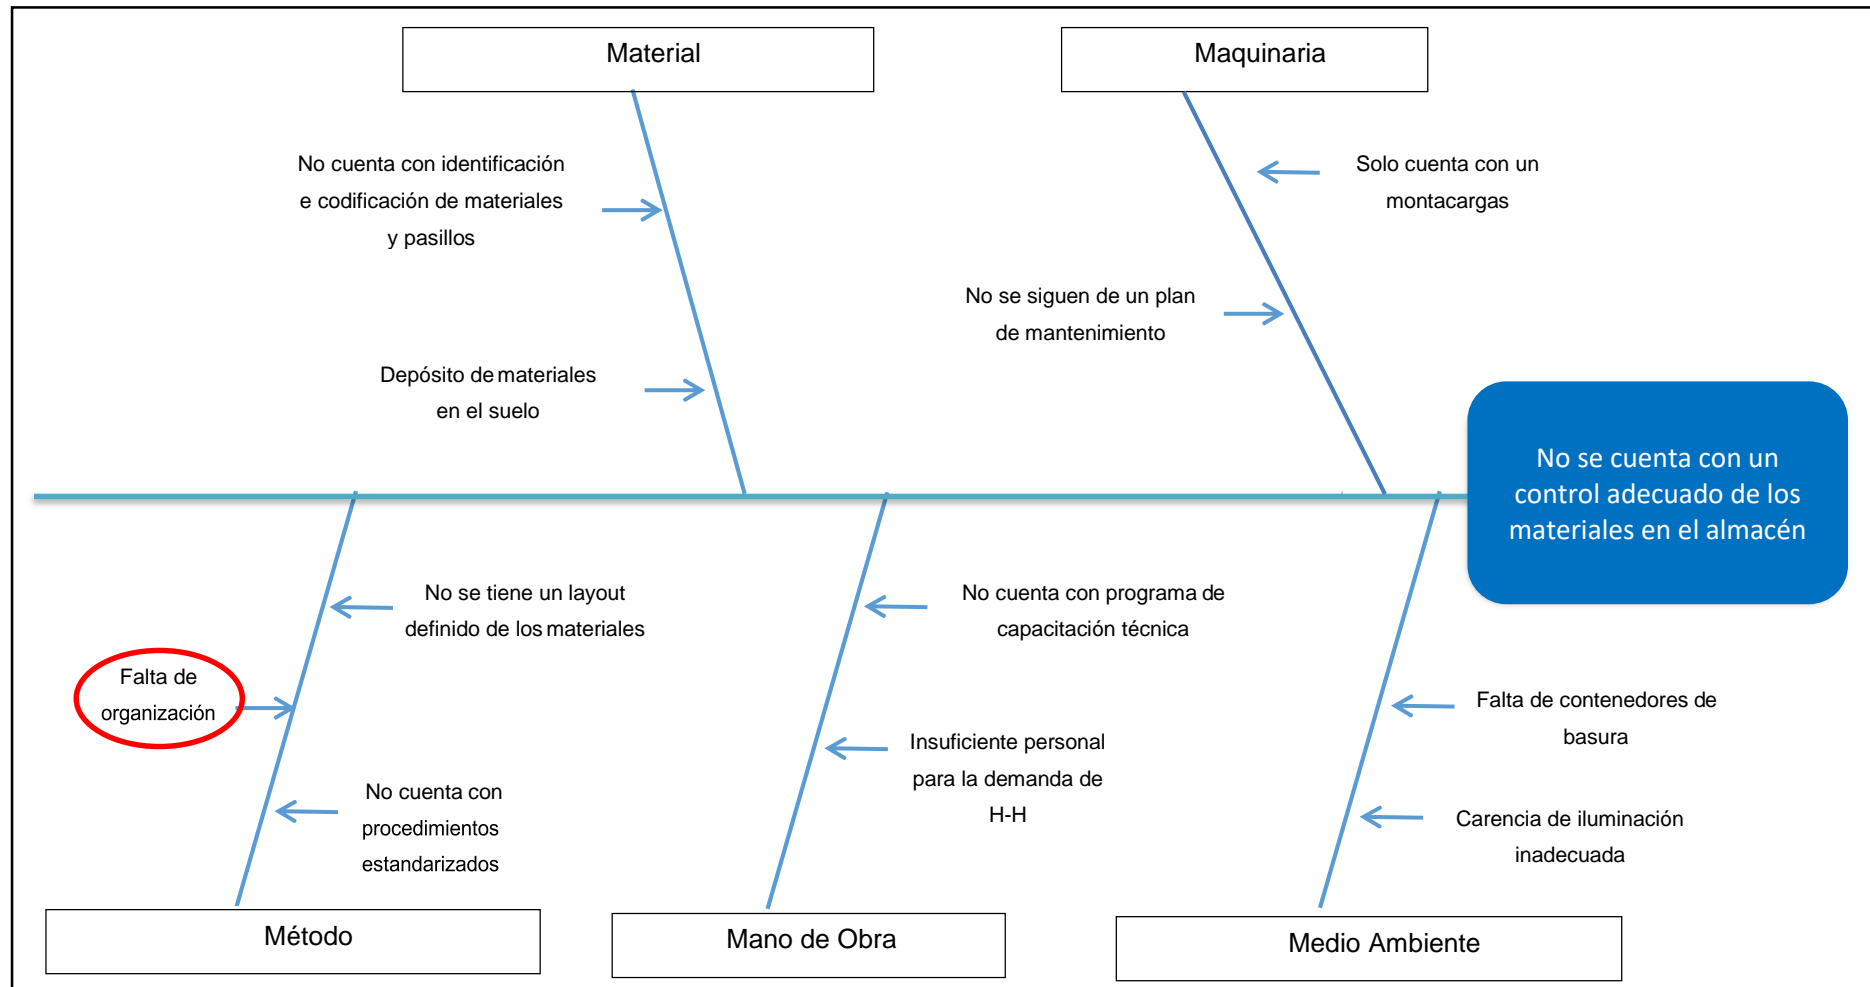 Material
Maquinaria
No cuenta con identificación
e codificación de materiales
y pasillos
Solo cuenta con un
montacargas
No se siguen de un plan
de mantenimiento
Depósito de materiales
en el suelo
No se cuenta con un
control adecuado de los
materiales en el almacén
No se tiene un layout
definido de los materiales
Falta de
organización
No cuenta con
procedimientos
estandarizados
No cuenta con programa de
capacitación técnica
Insuficiente personal
para la demanda de
H-H
Falta de contenedores de
basura
Carencia de iluminación
inadecuada
Método
Mano de Obra
Medio Ambiente